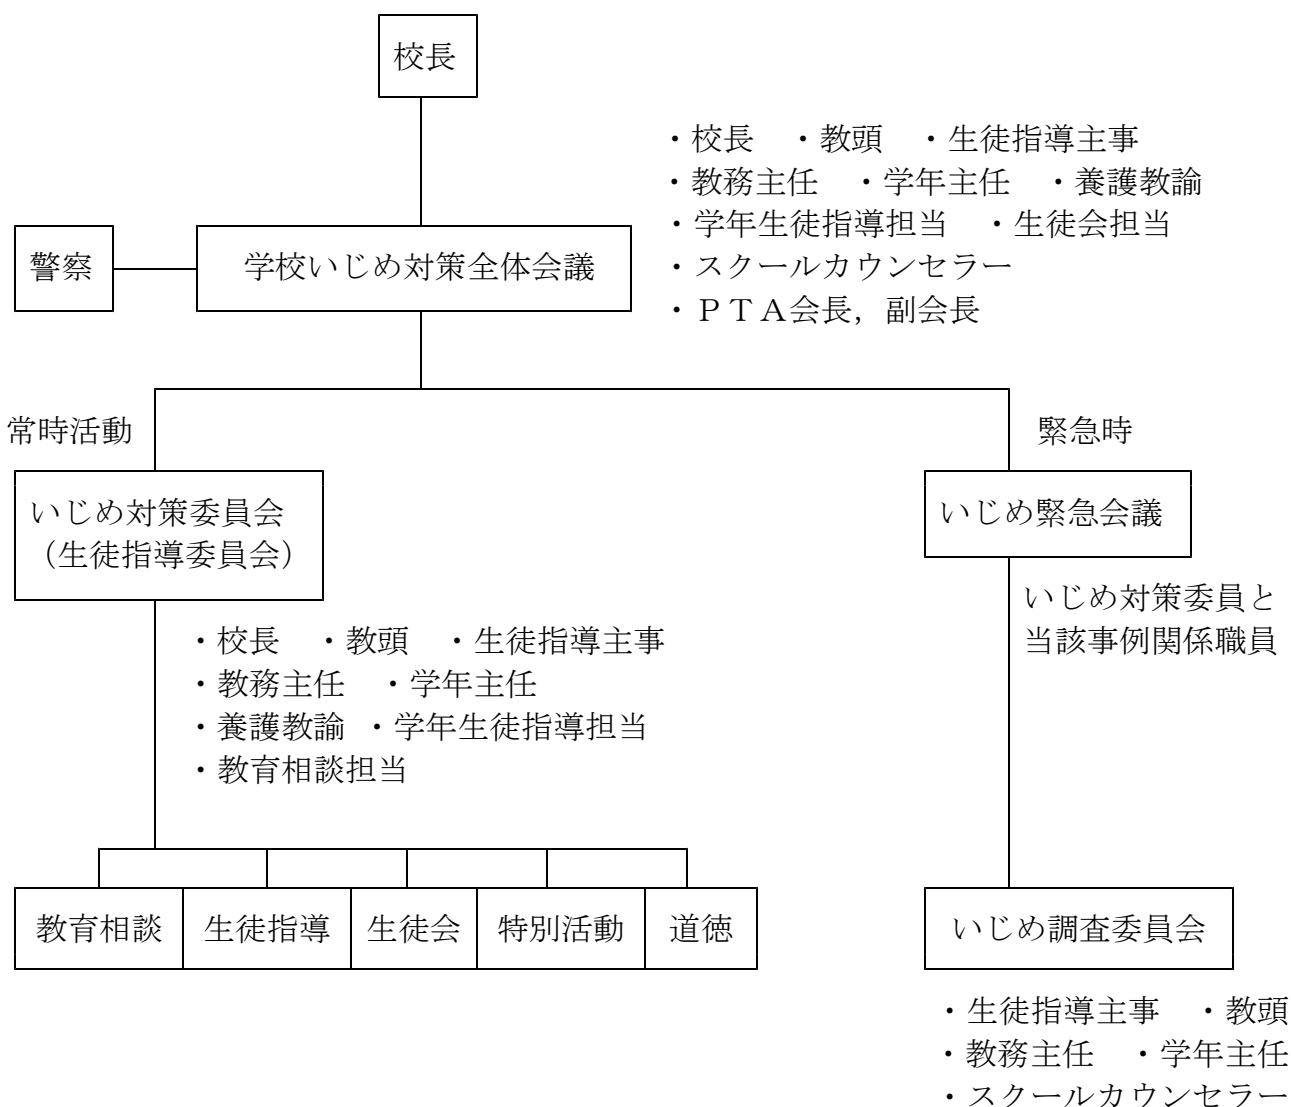 校長
・校長　・教頭　・生徒指導主事
・教務主任　・学年主任　・養護教諭
・学年生徒指導担当　・生徒会担当
・スクールカウンセラー
・ＰＴＡ会長，副会長
警察
学校いじめ対策全体会議
常時活動
緊急時
いじめ対策委員会
（生徒指導委員会）
いじめ緊急会議
いじめ対策委員と
当該事例関係職員
・校長　・教頭　・生徒指導主事
・教務主任　・学年主任
・養護教諭　・学年生徒指導担当
・教育相談担当
教育相談
生徒指導
生徒会
特別活動
道徳
いじめ調査委員会
・生徒指導主事　・教頭
・教務主任　・学年主任
・スクールカウンセラー